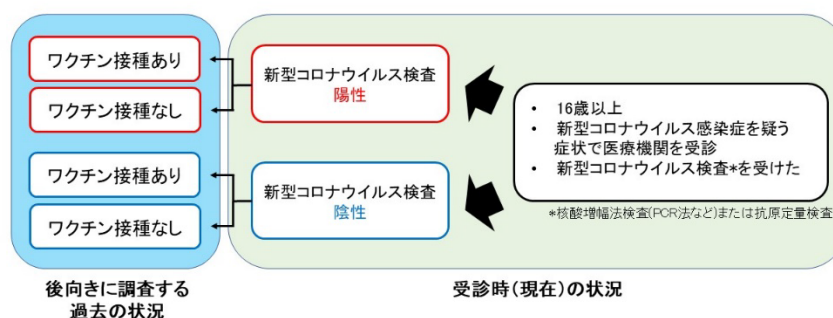 ワクチン接種あり
ワクチン接種なし
ワクチン接種あり
ワクチン接種なし
新型コロナウイルス検査
陽性
新型コロナウイルス検査
陰性
• 16歳以上
• 新型コロナウイルス感染症を疑う
症状で医療機関を受診
• 新型コロナウイルス検査*を受けた
*核酸増幅法検査(PCR法など)または抗原定量検査
後向きに調査する
過去の状況
受診時(現在)の状況